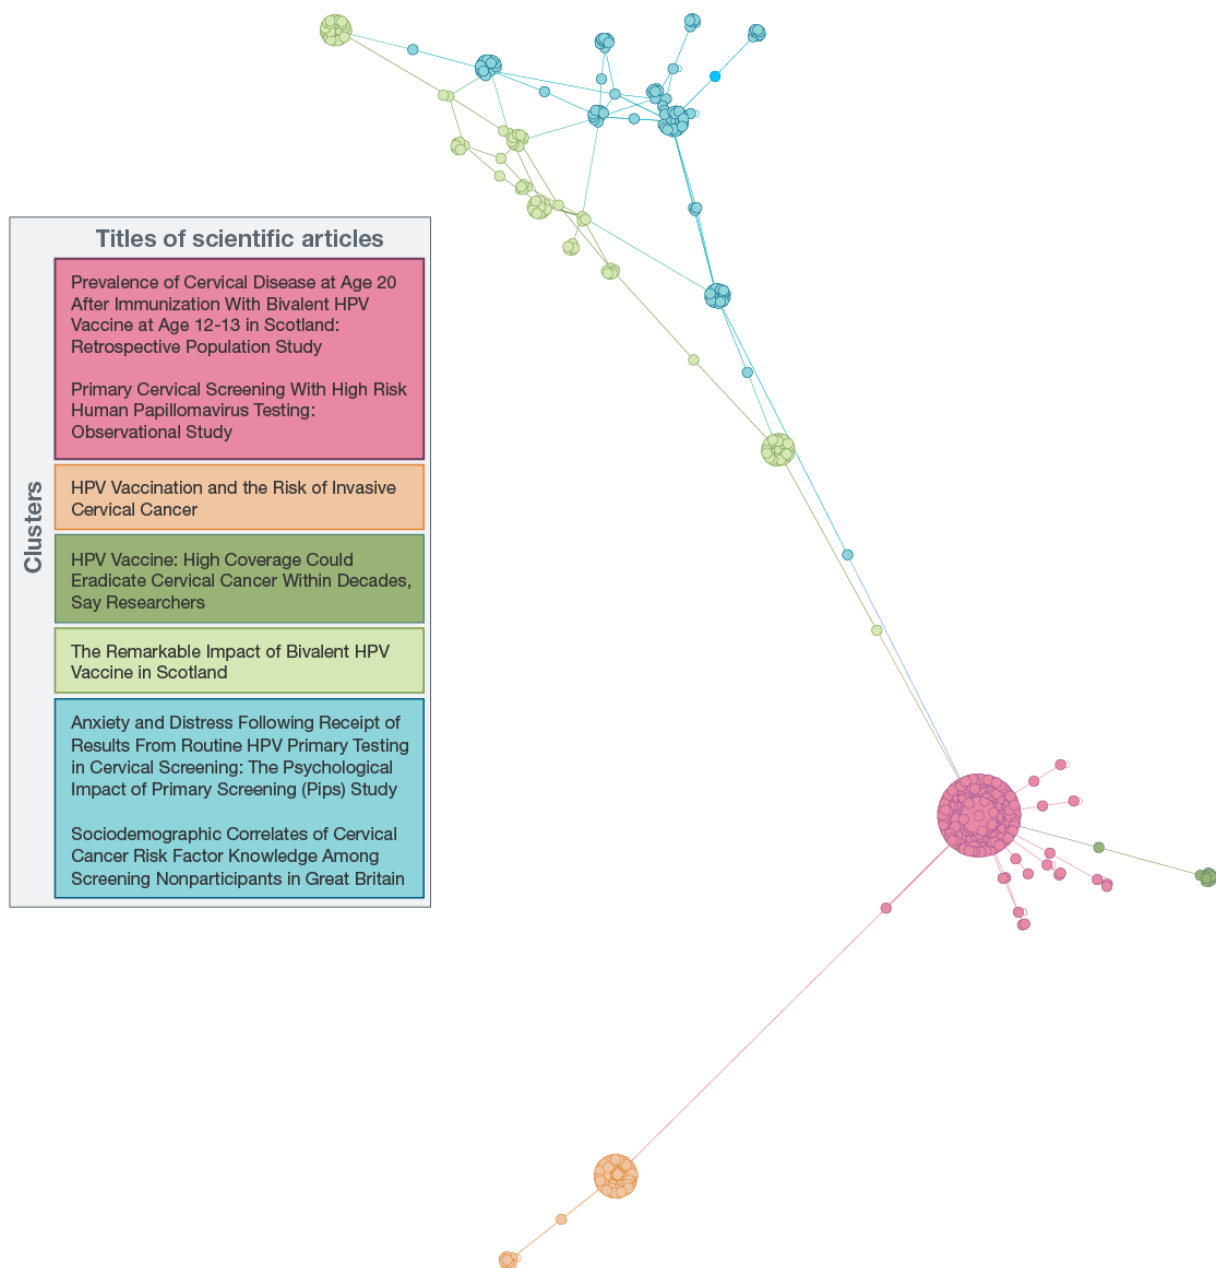 Titles of scientific articles
Clusters
Prevalence of Cervical Disease at Age 20
After Immunization With Bivalent HPV
Vaccine at Age 12-13 in Scotland:
Retrospective Population Study
Primary Cervical Screening With High Risk
Human Papillomavirus Testing:
Observational Study
HPV Vaccination and the Risk of Invasive
Cervical Cancer
HPV Vaccine: High Coverage Could
Eradicate Cervical Cancer Within Decades,
Say Researchers
The Remarkable Impact of Bivalent HPV
Vaccine in Scotland
Anxiety and Distress Following Receipt of
Results From Routine HPV Primary Testing
in Cervical Screening: The Psychological
Impact of Primary Screening (Pips) Study
Sociodemographic Correlates of Cervical
Cancer Risk Factor Knowledge Among
Screening Nonparticipants in Great Britain